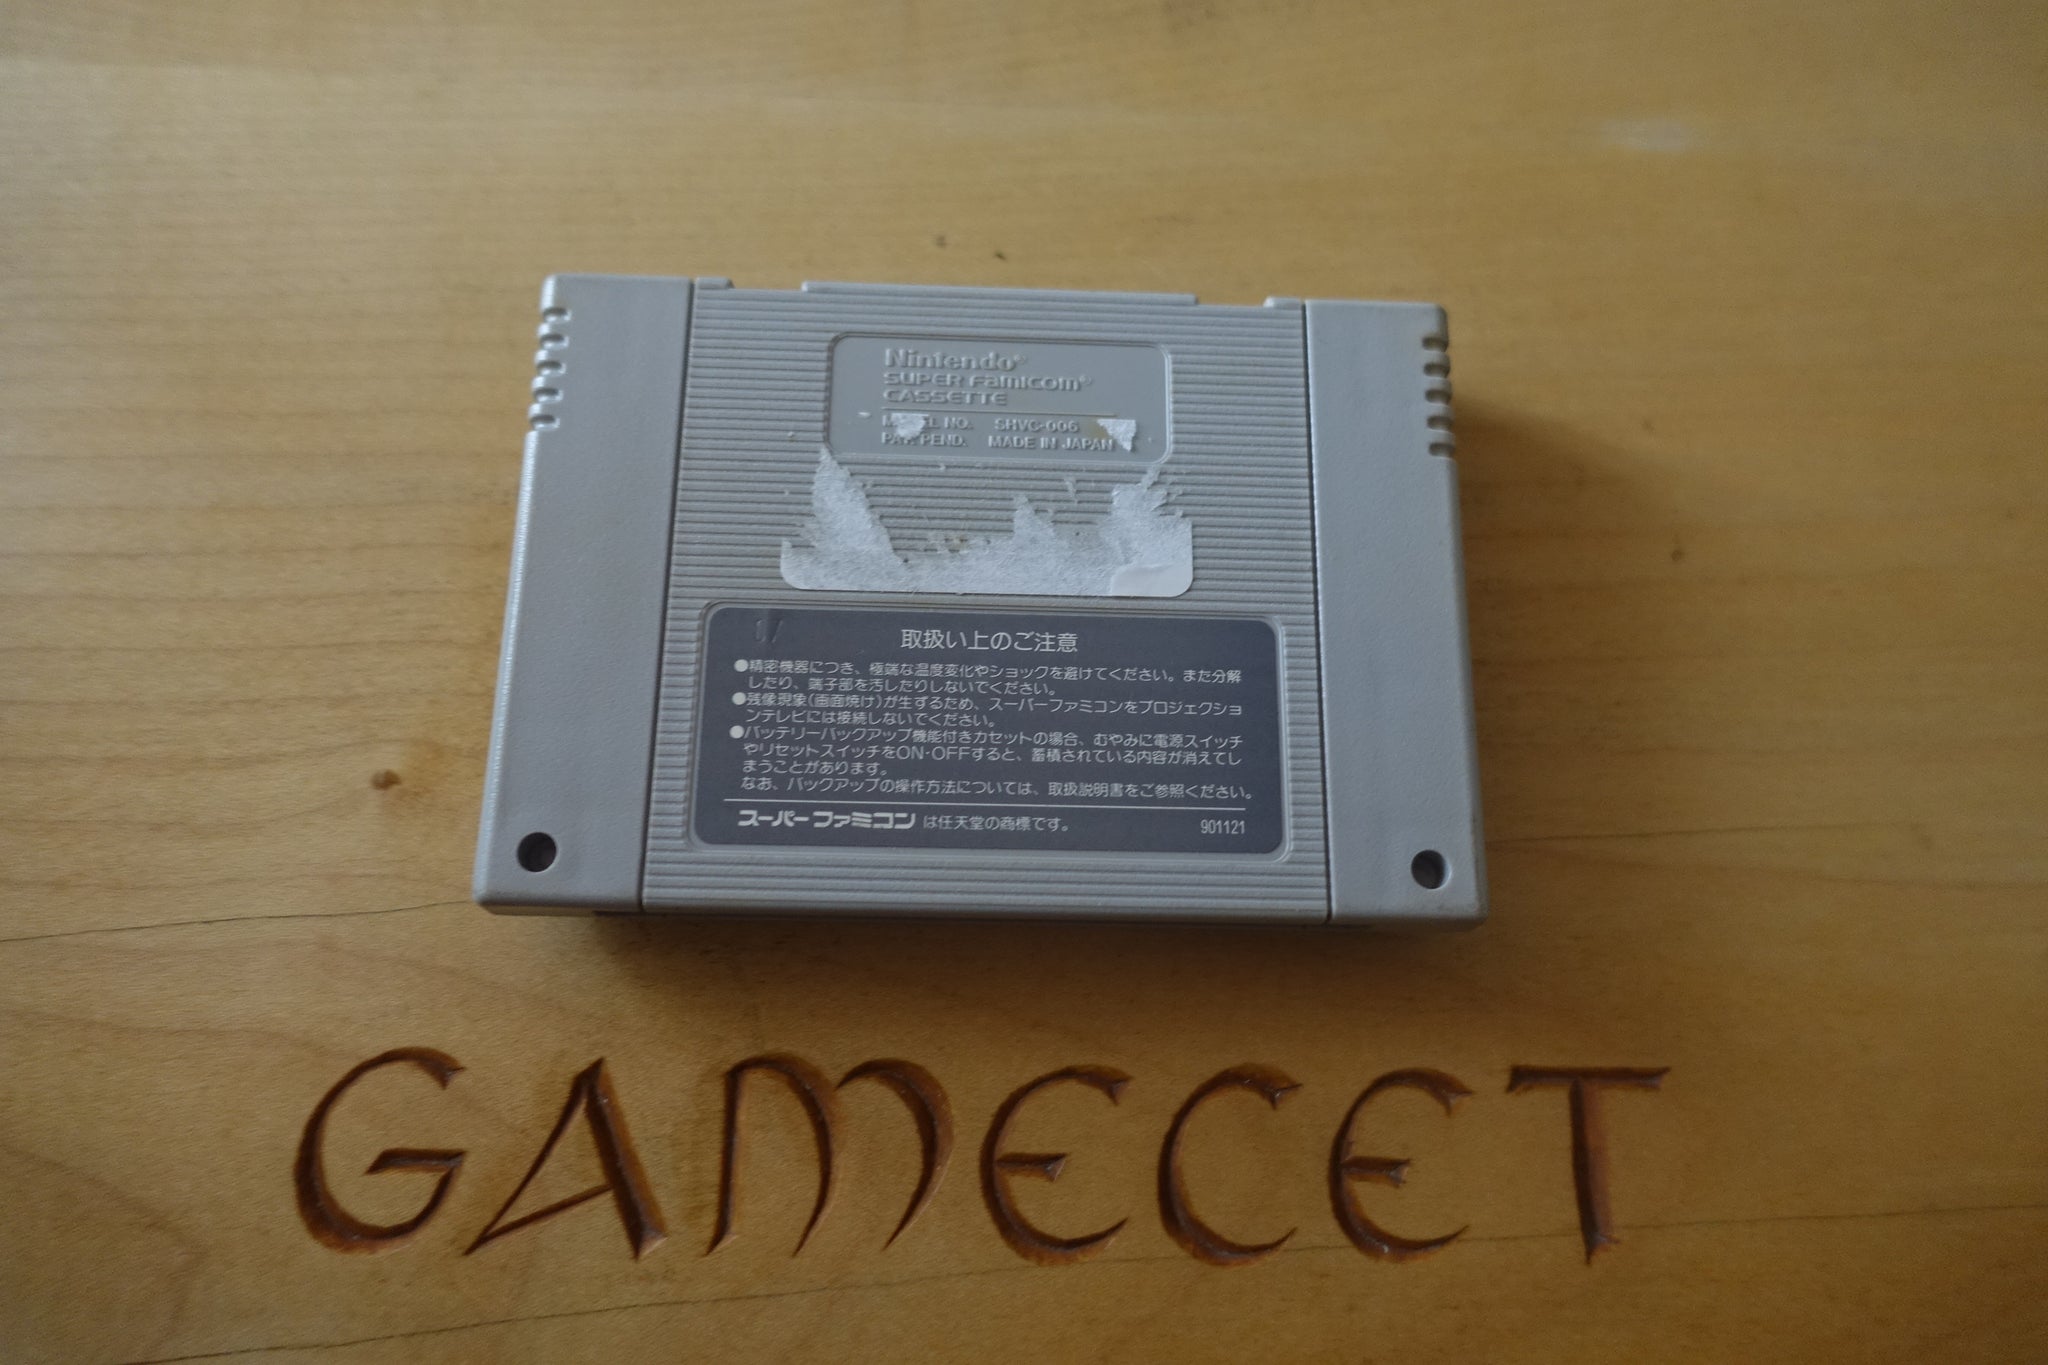 Nintendo®
SUPER Famicom®
CASSETTE
NO. SHVC-006
PAT. PEND. MADE IN JAPAN
17
取扱い上のご注意
●精密機器につき、極端な温度変化やショックを避けてください。また分解
したり、端子部を汚したりしないでください。
●残像現象(画面焼け)が生ずるため、スーパーファミコンをプロジェクショ
ンテレビには接続しないでください。
●バッテリーバックアップ機能付きカセットの場合、むやみに電源スイッチ
やリセットスイッチをON・OFFすると、蓄積されている内容が消えてし
まうことがあります。
なお、バックアップの操作方法については、取扱説明書をご参照ください。
スーパーファミコンは任天堂の商標です。 901121
GAMECET